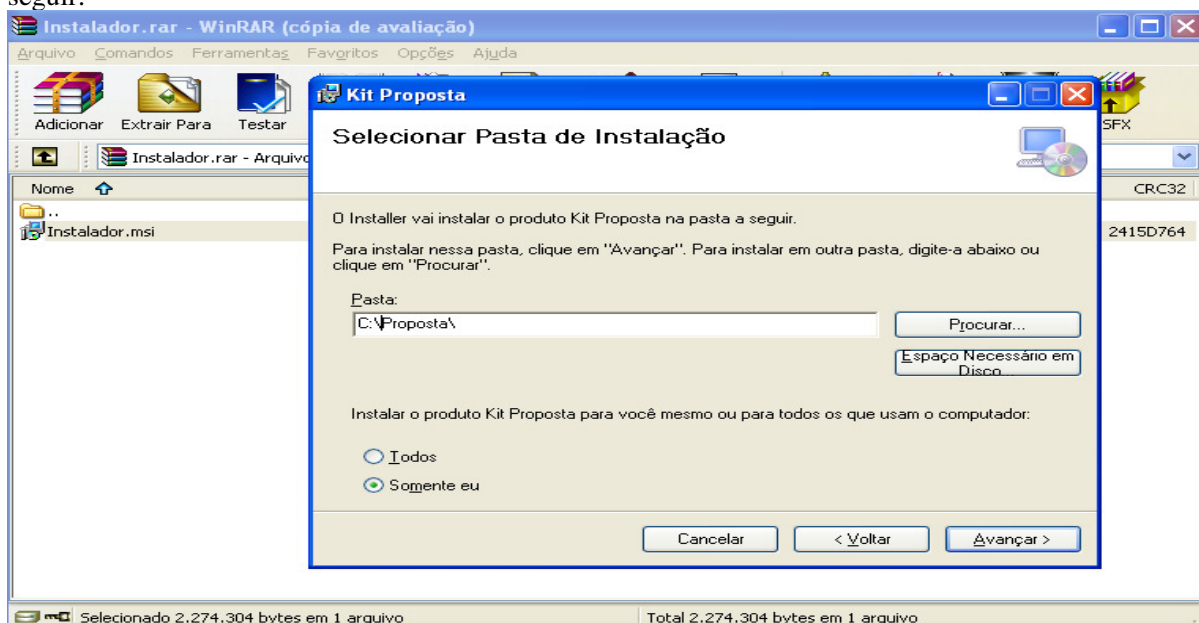 seguir:
Instalador.rar - WinRAR (cópia de avaliação)
Arquivo Comandos Ferramentas Favoritos Opções Ajuda
Adicionar Extrair Para Testar SFX
Instalador.rar - Arquivo
Nome CRC32
..
Instalador.msi 2415D764
Kit Proposta
Selecionar Pasta de Instalação
O Installer vai instalar o produto Kit Proposta na pasta a seguir.
Para instalar nessa pasta, clique em "Avançar". Para instalar em outra pasta, digite-a abaixo ou
clique em "Procurar".
Pasta:
C:\Proposta\
Procurar...
Espaço Necessário em
Disco...
Instalar o produto Kit Proposta para você mesmo ou para todos os que usam o computador:
Todos
Somente eu
Cancelar < Voltar Avançar >
Selecionado 2.274.304 bytes em 1 arquivo Total 2.274.304 bytes em 1 arquivo